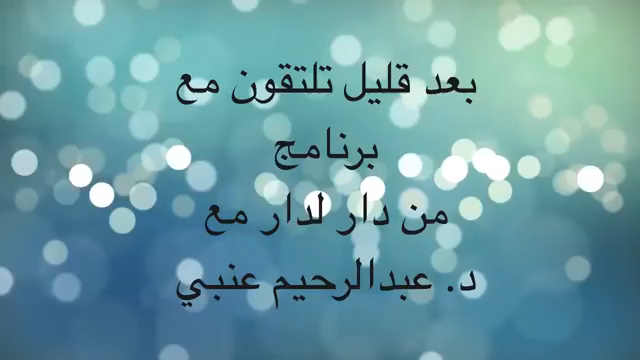 بعد قليل تلتقون مع
برنامج
من دار لدار مع
د. عبدالرحيم عنبي